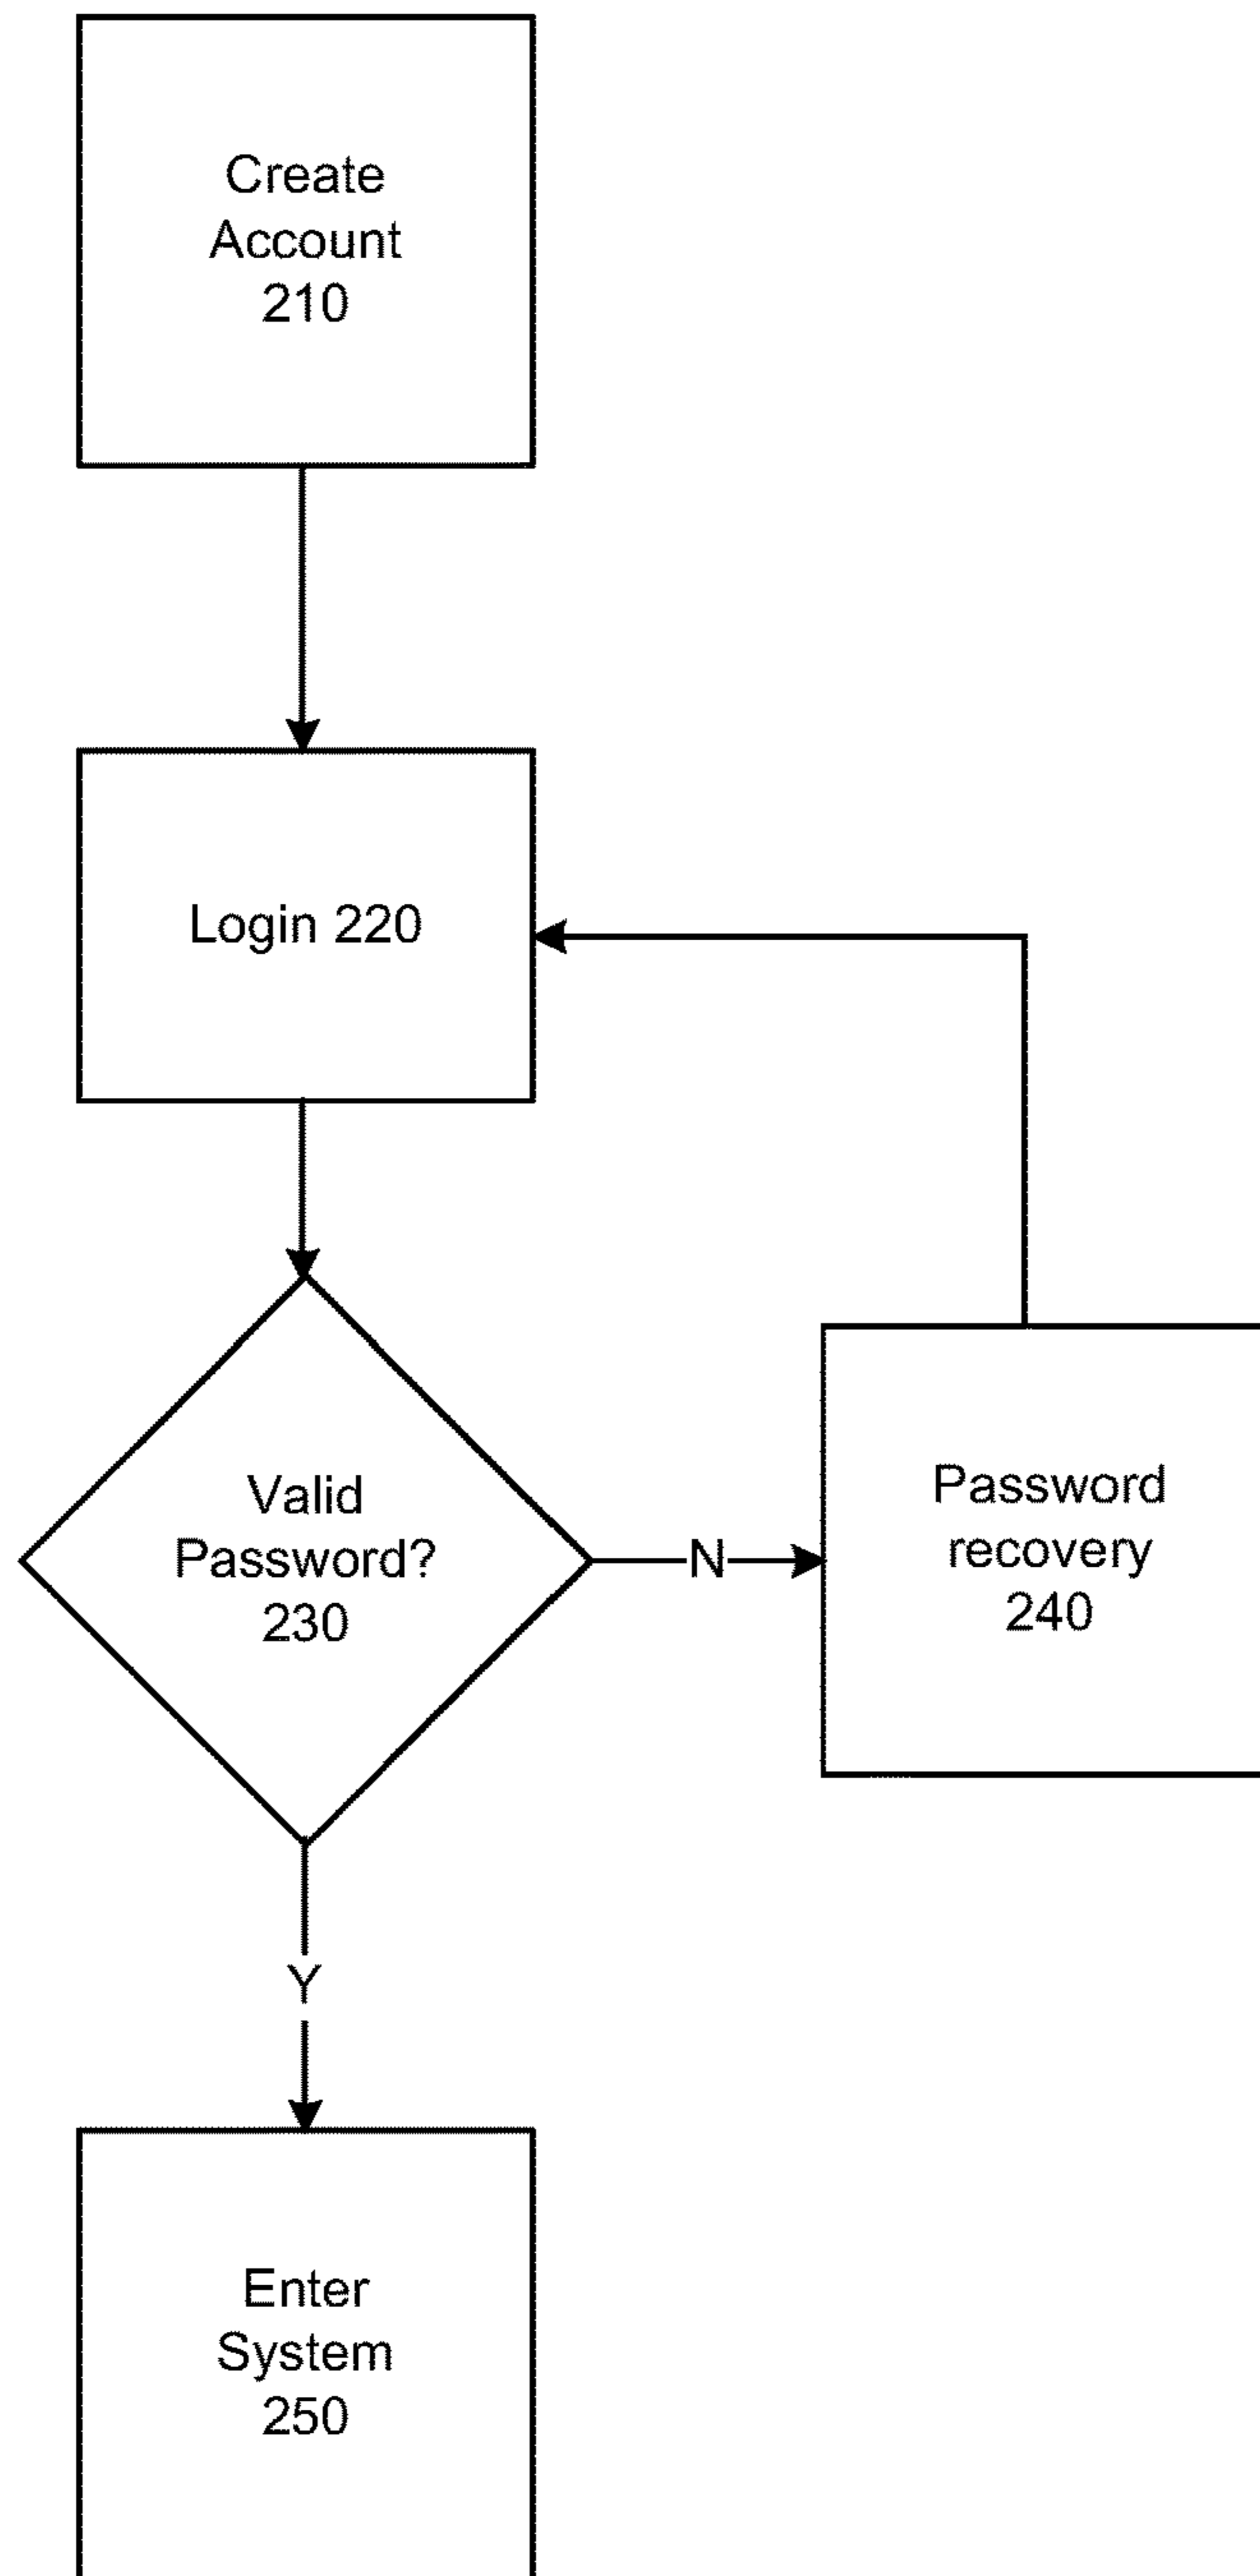 Create
Account
210
Login 220
Valid
Password?
230
N
Password
recovery
240
Y
Enter
System
250